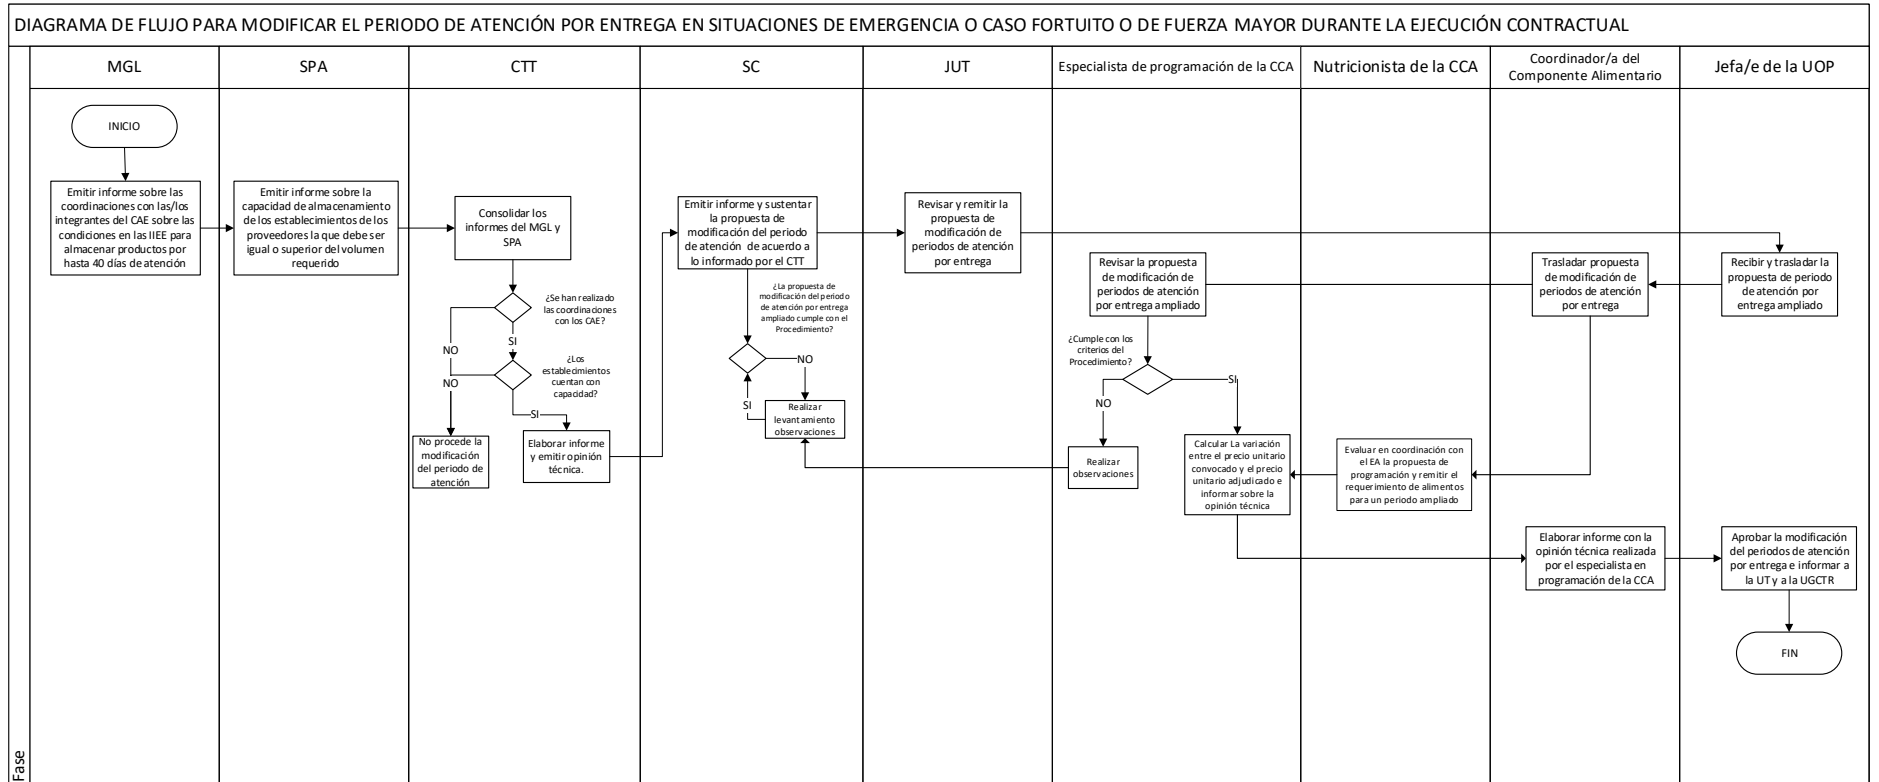 DIAGRAMA DE FLUJO PARA MODIFICAR EL PERIODO DE ATENCIÓN POR ENTREGA EN SITUACIONES DE EMERGENCIA O CASO FORTUITO O DE FUERZA MAYOR DURANTE LA EJECUCIÓN CONTRACTUAL
Fase
MGL
SPA
CTT
SC
JUT
Especialista de programación de la CCA
Nutricionista de la CCA
Coordinador/a del
Componente Alimentario
Jefa/e de la UOP
INICIO
Emitir informe sobre las
coordinaciones con las/los
integrantes del CAE sobre las
condiciones en las IIEE para
almacenar productos por
hasta 40 días de atención
Emitir informe sobre la
capacidad de almacenamiento
de los establecimientos de los
proveedores la que debe ser
igual o superior del volumen
requerido
Consolidar los
informes del MGL y
SPA
¿Se han realizado
las coordinaciones
con los CAE?
SI
NO
¿Los
establecimientos
cuentan con
capacidad?
NO
SI
No procede la
modificación
del periodo de
atención
Elaborar informe
y emitir opinión
técnica.
Emitir informe y sustentar
la propuesta de
modificación del periodo
de atención de acuerdo a
lo informado por el CTT
¿La propuesta de
modificación del periodo
de atención por entrega
ampliado cumple con el
Procedimiento?
NO
SI
Realizar
levantamiento
observaciones
Revisar y remitir la
propuesta de
modificación de
periodos de atención
por entrega
Revisar la propuesta
de modificación de
periodos de atención
por entrega ampliado
¿Cumple con los
criterios del
Procedimiento?
SI
NO
Realizar
observaciones
Calcular La variación
entre el precio unitario
convocado y el precio
unitario adjudicado e
informar sobre la
opinión técnica
Evaluar en coordinación con
el EA la propuesta de
programación y remitir el
requerimiento de alimentos
para un periodo ampliado
Trasladar propuesta
de modificación de
periodos de atención
por entrega
Elaborar informe con la
opinión técnica realizada
por el especialista en
programación de la CCA
Recibir y trasladar la
propuesta de periodo
de atención por
entrega ampliado
Aprobar la modificación
del periodos de atención
por entrega e informar a
la UT y a la UGCTR
FIN